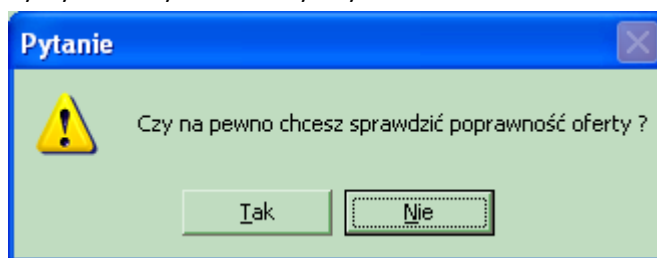 Pytanie
Czy na pewno chcesz sprawdzić poprawność oferty ?
Tak
Nie